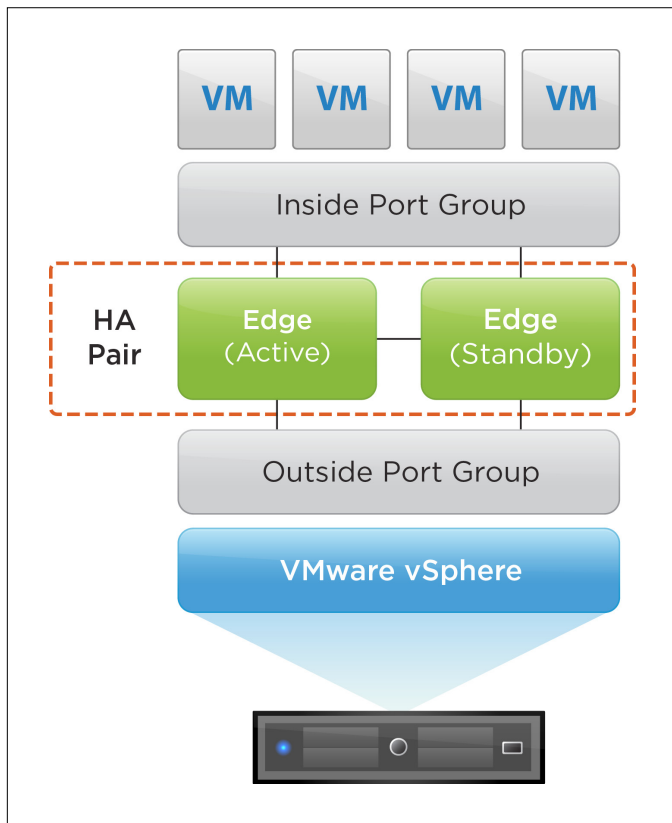 VM VM VM VM
Inside Port Group
HA
Pair
Edge
(Active)
Edge
(Standby)
Outside Port Group
VMware vSphere